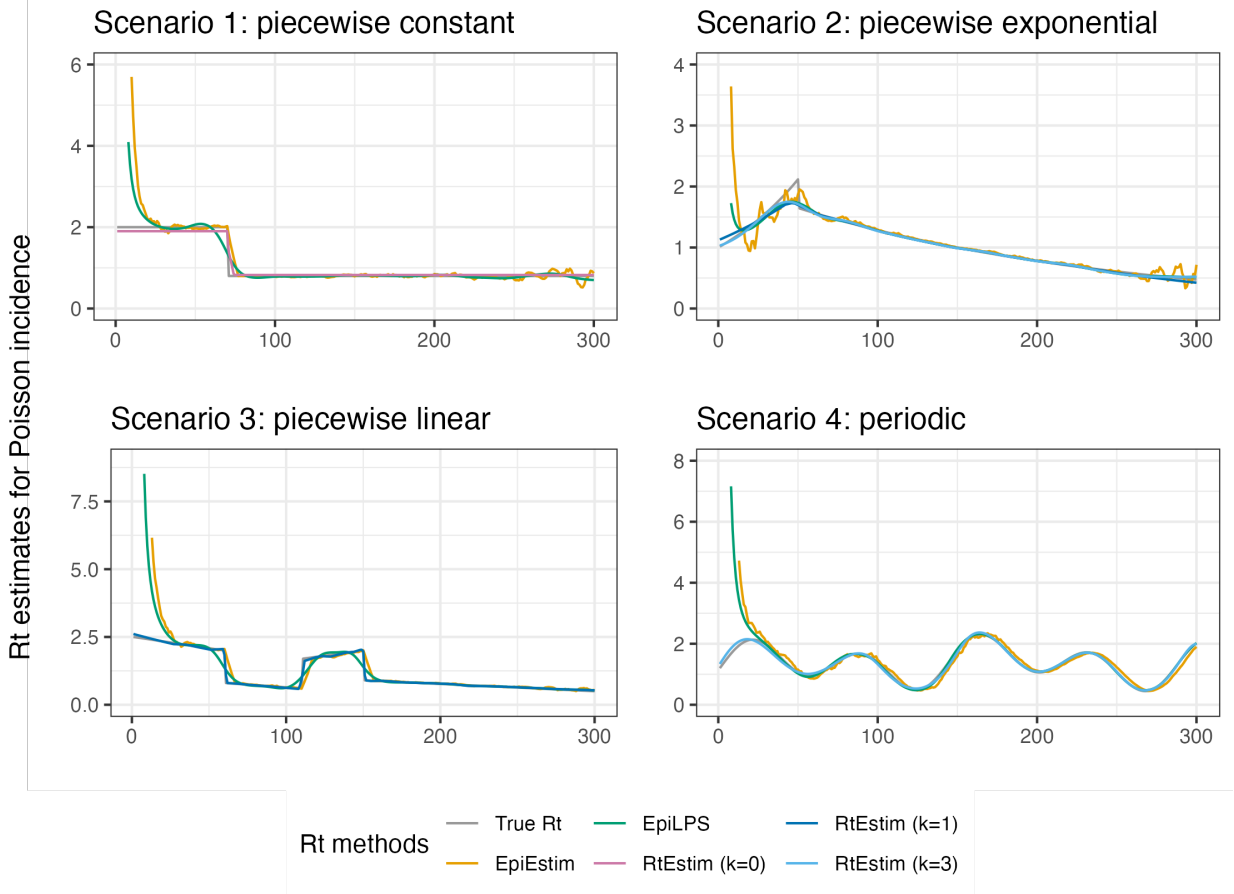 Scenario 1: piecewise constant
Scenario 2: piecewise exponential
6
4
2
0
0 100 200 300
4
3
2
1
0
0 100 200 300
Rt estimates for Poisson incidence
Scenario 3: piecewise linear
Scenario 4: periodic
7.5
5.0
2.5
0.0
0 100 200 300
8
6
4
2
0
0 100 200 300
Rt methods
True Rt EpiLPS RtEstim (k=1)
EpiEstim RtEstim (k=0) RtEstim (k=3)